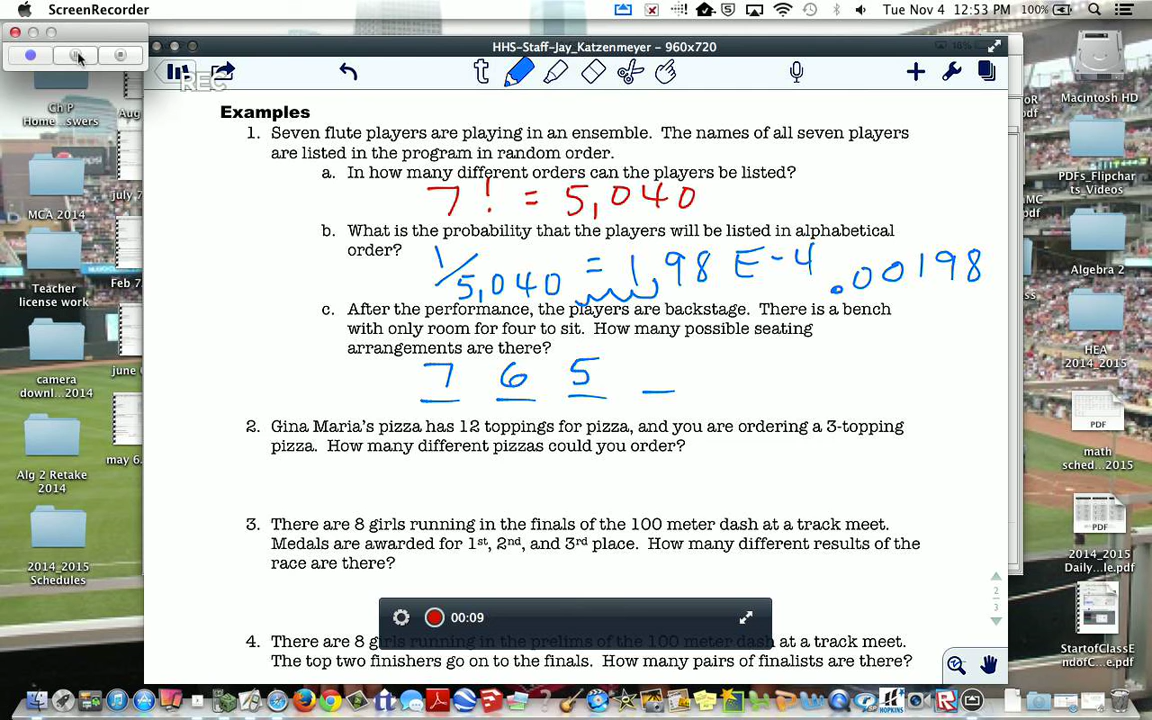 ScreenRecorder
Tue Nov 4 12:53 PM 100%
HHS-Staff-Jay_Katzenmeyer — 960x720
REC
Examples
1. Seven flute players are playing in an ensemble. The names of all seven players
are listed in the program in random order.
a. In how many different orders can the players be listed?
7 ! = 5,040
b. What is the probability that the players will be listed in alphabetical
order?
1/5,040 = 1.98 E-4 .00198
c. After the performance, the players are backstage. There is a bench
with only room for four to sit. How many possible seating
arrangements are there?
7 6 5 _
2. Gina Maria's pizza has 12 toppings for pizza, and you are ordering a 3-topping
pizza. How many different pizzas could you order?
3. There are 8 girls running in the finals of the 100 meter dash at a track meet.
Medals are awarded for 1st, 2nd, and 3rd place. How many different results of the
race are there?
00:09
4. There are 8 girls running in the prelims of the 100 meter dash at a track meet.
The top two finishers go on to the finals. How many pairs of finalists are there?
2
3
Ch P
Home ...swers
Aug
MCA 2014
july 7
Teacher
license work
Feb 7
camera
downl..._2014
june 6
Alg 2 Retake
2014
may 6
2014_2015
Schedules
Macintosh HD
PDFs_Flipchar
ts_Videos
Algebra 2
HEA
2014_2015
PDF
math
sched..._2015
PDF
2014_2015
Daily...le.pdf
StartofClassE
ndofC...e.pdf
HOPKINS